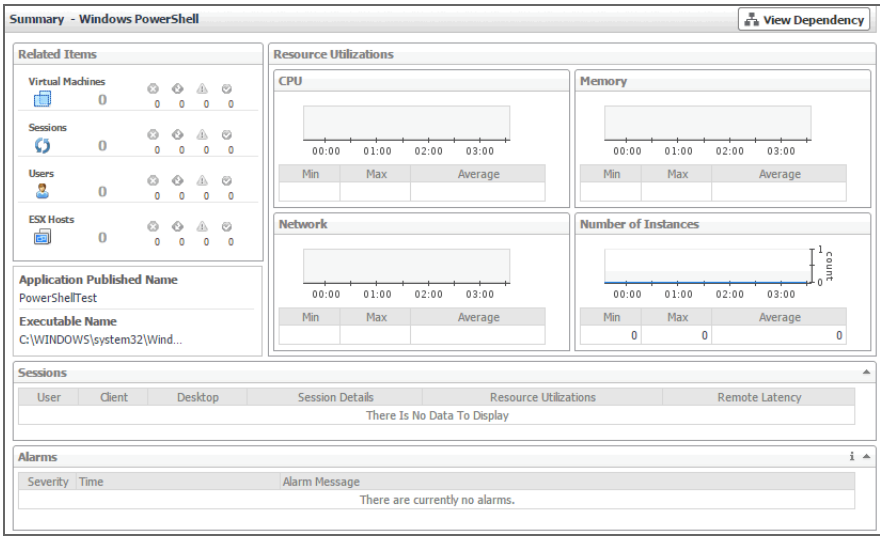 Summary - Windows PowerShell
View Dependency
Related Items
Virtual Machines
0
0 0 0 0
Sessions
0
0 0 0 0
Users
0
0 0 0 0
ESX Hosts
0
0 0 0 0
Application Published Name
PowerShellTest
Executable Name
C:\WINDOWS\system32\Wind...
Resource Utilizations
CPU
00:00 01:00 02:00 03:00
Min Max Average
Memory
00:00 01:00 02:00 03:00
Min Max Average
Network
00:00 01:00 02:00 03:00
Min Max Average
Number of Instances
1
0
count
00:00 01:00 02:00 03:00
Min Max Average
0 0 0
Sessions
User Client Desktop Session Details Resource Utilizations Remote Latency
There Is No Data To Display
Alarms
i
Severity Time Alarm Message
There are currently no alarms.